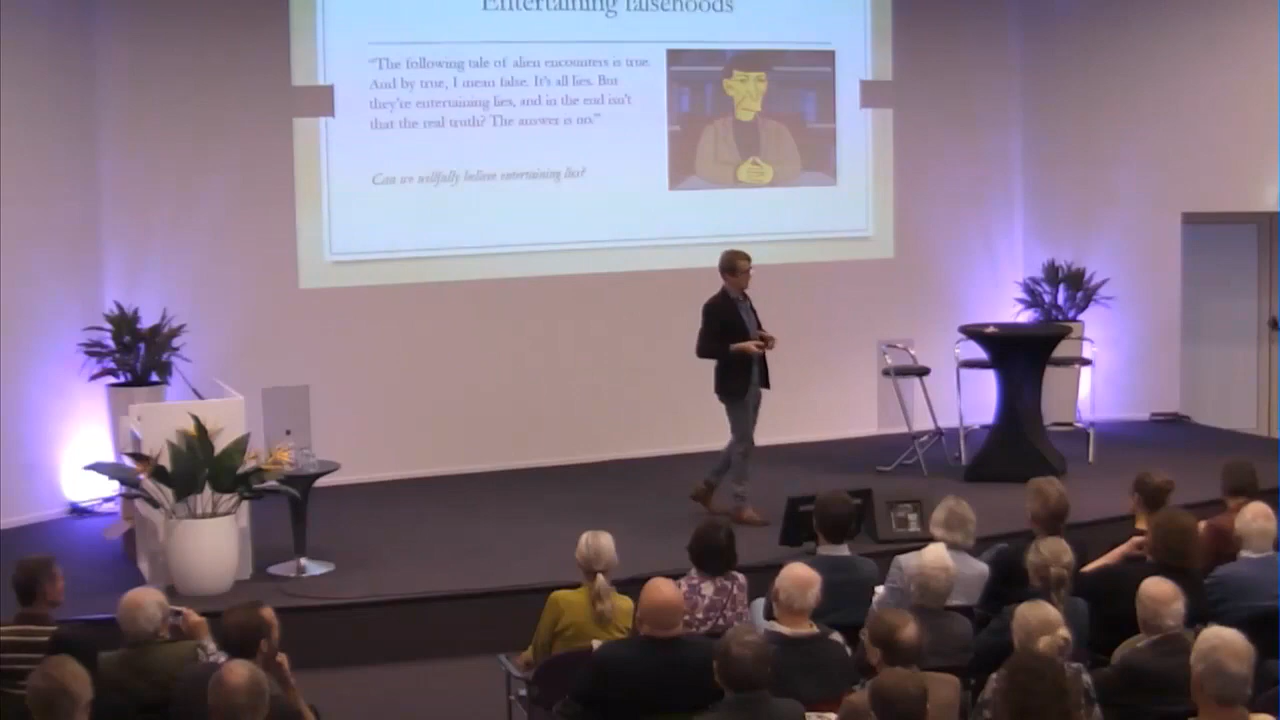 Entertaining falsehoods
"The following tale of alien encounters is true.
And by true, I mean false. It's all lies. But
they're entertaining lies, and in the end isn't
that the real truth? The answer is no."
Can we willfully believe entertaining lies?